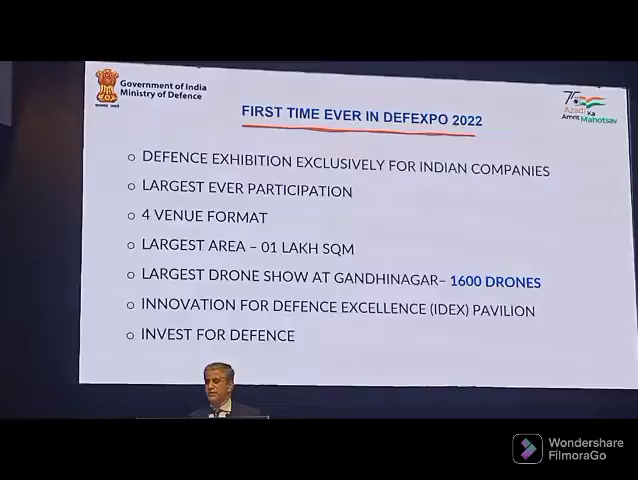 Government of India
Ministry of Defence
75
Azadi
Ka
Amrit Mahotsav
FIRST TIME EVER IN DEFEXPO 2022
o DEFENCE EXHIBITION EXCLUSIVELY FOR INDIAN COMPANIES
o LARGEST EVER PARTICIPATION
o 4 VENUE FORMAT
o LARGEST AREA – 01 LAKH SQM
o LARGEST DRONE SHOW AT GANDHINAGAR– 1600 DRONES
o INNOVATION FOR DEFENCE EXCELLENCE (IDEX) PAVILION
o INVEST FOR DEFENCE
Wondershare
FilmoraGo